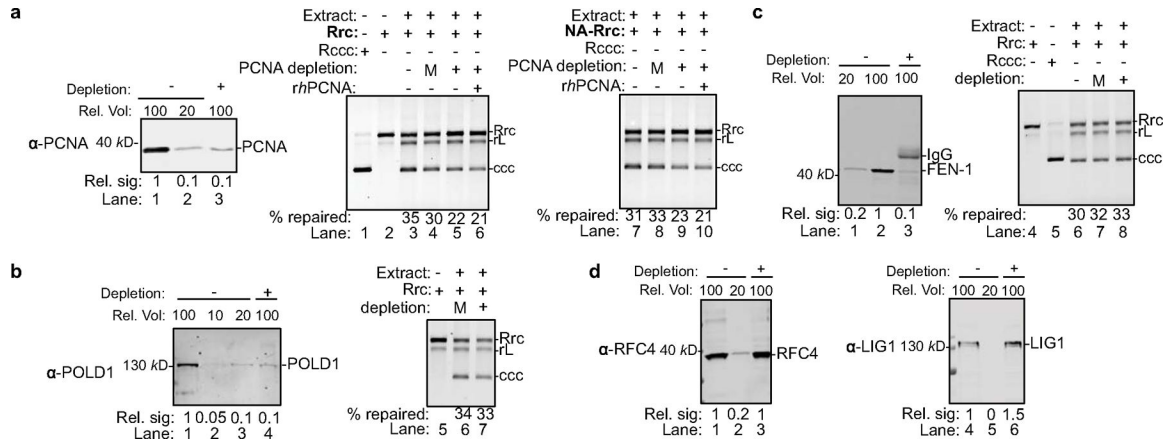 a
Depletion: - +
Rel. Vol: 100 20 100
α-PCNA 40 kD PCNA
Rel. sig: 1 0.1 0.1
Lane: 1 2 3
Extract: - - + + + +
Rrc: - + + + + +
Rccc: + - - - - -
PCNA depletion: - M + +
rhPCNA: +
Rrc
rL
ccc
% repaired: 35 30 22 21
Lane: 1 2 3 4 5 6
Extract: + + + +
NA-Rrc: + + + +
Rccc: - - - -
PCNA depletion: - M + +
rhPCNA: +
Rrc
rL
ccc
% repaired: 31 33 23 21
Lane: 7 8 9 10
c
Depletion: - +
Rel. Vol: 20 100 100
40 kD
IgG
FEN-1
Rel. sig: 0.2 1 0.1
Lane: 1 2 3
Extract: - - + + +
Rrc: + - + + +
Rccc: - + - - -
depletion: - M +
Rrc
rL
ccc
% repaired: 30 32 33
Lane: 4 5 6 7 8
b
Depletion: - +
Rel. Vol: 100 10 20 100
α-POLD1 130 kD POLD1
Rel. sig: 1 0.05 0.1 0.1
Lane: 1 2 3 4
Extract: - + +
Rrc: + + +
depletion: M +
Rrc
rL
ccc
% repaired: 34 33
Lane: 5 6 7
d
Depletion: - +
Rel. Vol: 100 20 100
α-RFC4 40 kD RFC4
Rel. sig: 1 0.2 1
Lane: 1 2 3
Depletion: - +
Rel. Vol: 100 20 100
α-LIG1 130 kD LIG1
Rel. sig: 1 0 1.5
Lane: 4 5 6